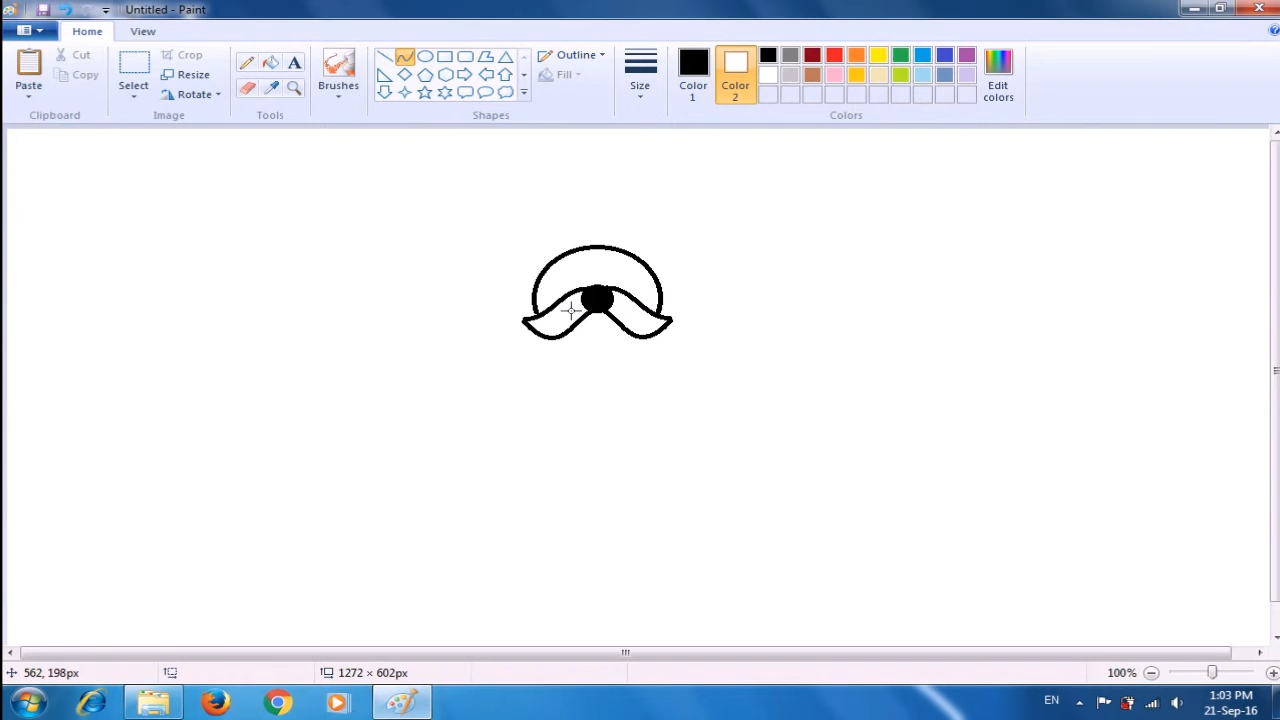 Untitled - Paint
Home View
Paste
Cut
Copy
Clipboard
Select
Crop
Resize
Rotate
Image
A
Tools
Brushes
Outline
Fill
Shapes
Size
Color 1
Color 2
Edit colors
Colors
562, 198px
1272 × 602px
100%
EN
1:03 PM
21-Sep-16